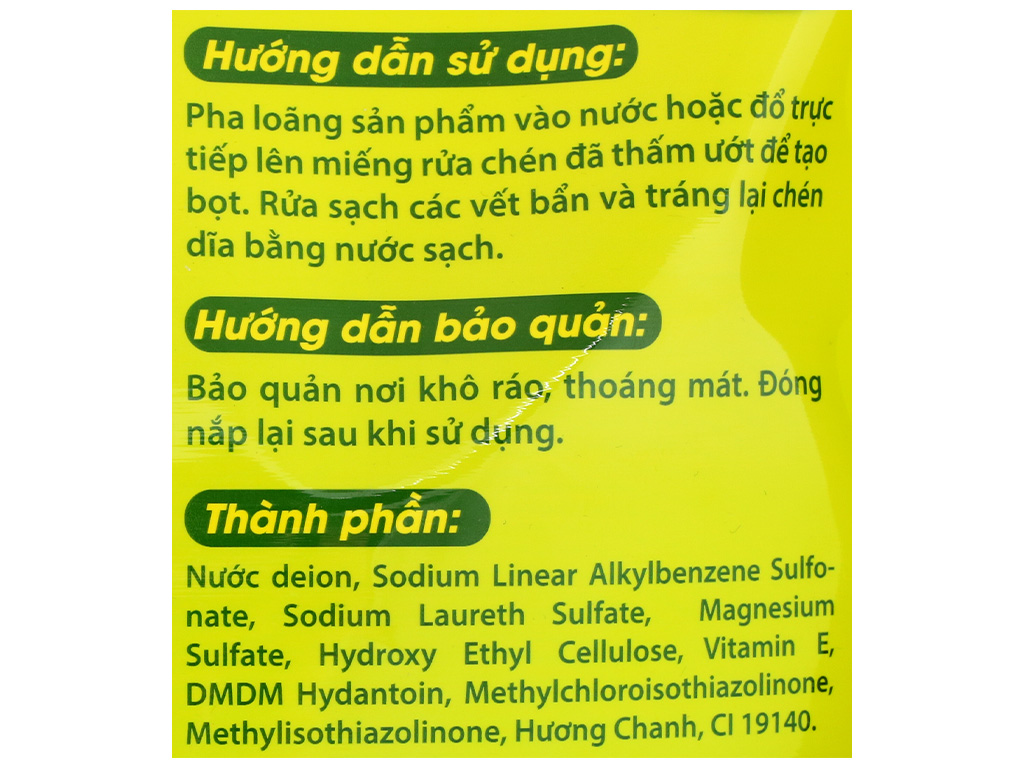 Hướng dẫn sử dụng:
Pha loãng sản phẩm vào nước hoặc đổ trực
tiếp lên miếng rửa chén đã thấm ướt để tạo
bọt. Rửa sạch các vết bẩn và tráng lại chén
dĩa bằng nước sạch.
Hướng dẫn bảo quản:
Bảo quản nơi khô ráo, thoáng mát. Đóng
nắp lại sau khi sử dụng.
Thành phần:
Nước deion, Sodium Linear Alkylbenzene Sulfo-
nate, Sodium Laureth Sulfate, Magnesium
Sulfate, Hydroxy Ethyl Cellulose, Vitamin E,
DMDM Hydantoin, Methylchloroisothiazolinone,
Methylisothiazolinone, Hương Chanh, CI 19140.